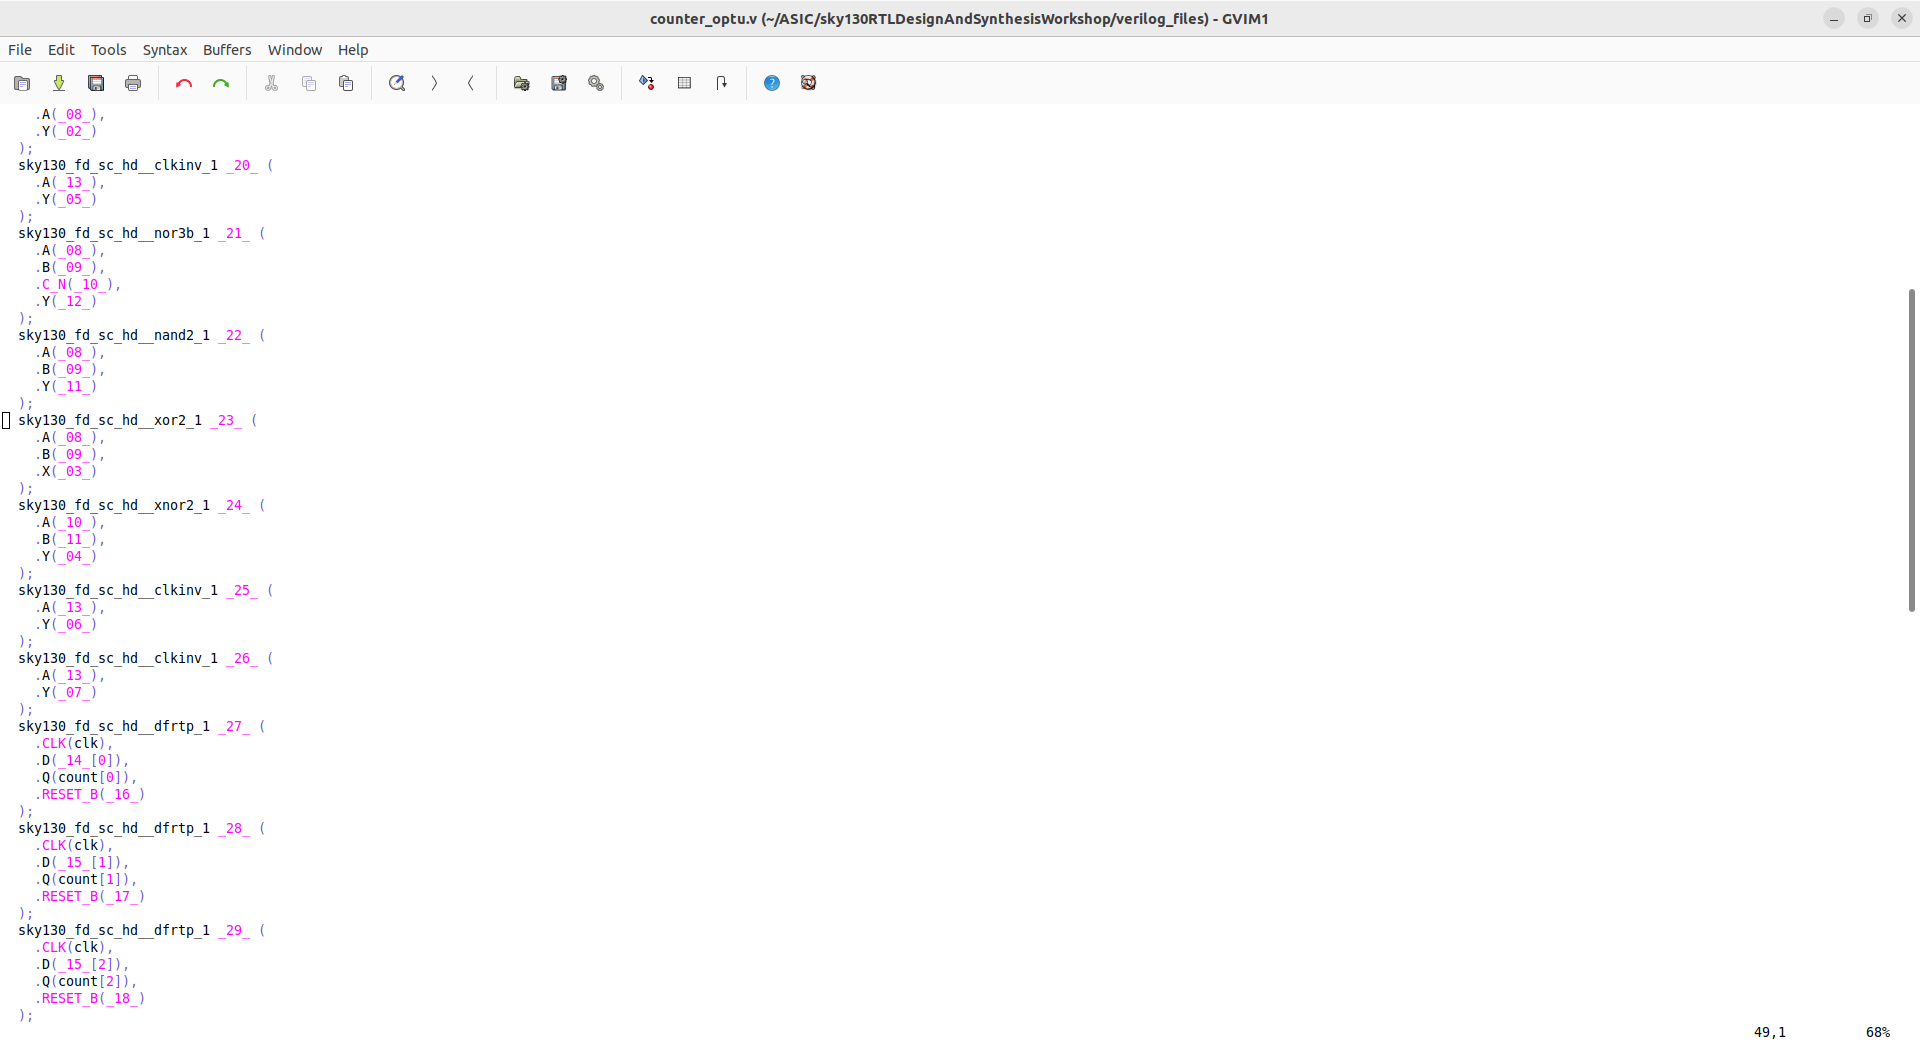 counter_optu.v (~/ASIC/sky130RTLDesignAndSynthesisWorkshop/verilog_files) - GVIM1
File Edit Tools Syntax Buffers Window Help
    .A(_08_),
    .Y(_02_)
  );
  sky130_fd_sc_hd__clkinv_1 _20_ (
    .A(_13_),
    .Y(_05_)
  );
  sky130_fd_sc_hd__nor3b_1 _21_ (
    .A(_08_),
    .B(_09_),
    .C_N(_10_),
    .Y(_12_)
  );
  sky130_fd_sc_hd__nand2_1 _22_ (
    .A(_08_),
    .B(_09_),
    .Y(_11_)
  );
  sky130_fd_sc_hd__xor2_1 _23_ (
    .A(_08_),
    .B(_09_),
    .X(_03_)
  );
  sky130_fd_sc_hd__xnor2_1 _24_ (
    .A(_10_),
    .B(_11_),
    .Y(_04_)
  );
  sky130_fd_sc_hd__clkinv_1 _25_ (
    .A(_13_),
    .Y(_06_)
  );
  sky130_fd_sc_hd__clkinv_1 _26_ (
    .A(_13_),
    .Y(_07_)
  );
  sky130_fd_sc_hd__dfrtp_1 _27_ (
    .CLK(clk),
    .D(_14_[0]),
    .Q(count[0]),
    .RESET_B(_16_)
  );
  sky130_fd_sc_hd__dfrtp_1 _28_ (
    .CLK(clk),
    .D(_15_[1]),
    .Q(count[1]),
    .RESET_B(_17_)
  );
  sky130_fd_sc_hd__dfrtp_1 _29_ (
    .CLK(clk),
    .D(_15_[2]),
    .Q(count[2]),
    .RESET_B(_18_)
  );
49,1 68%